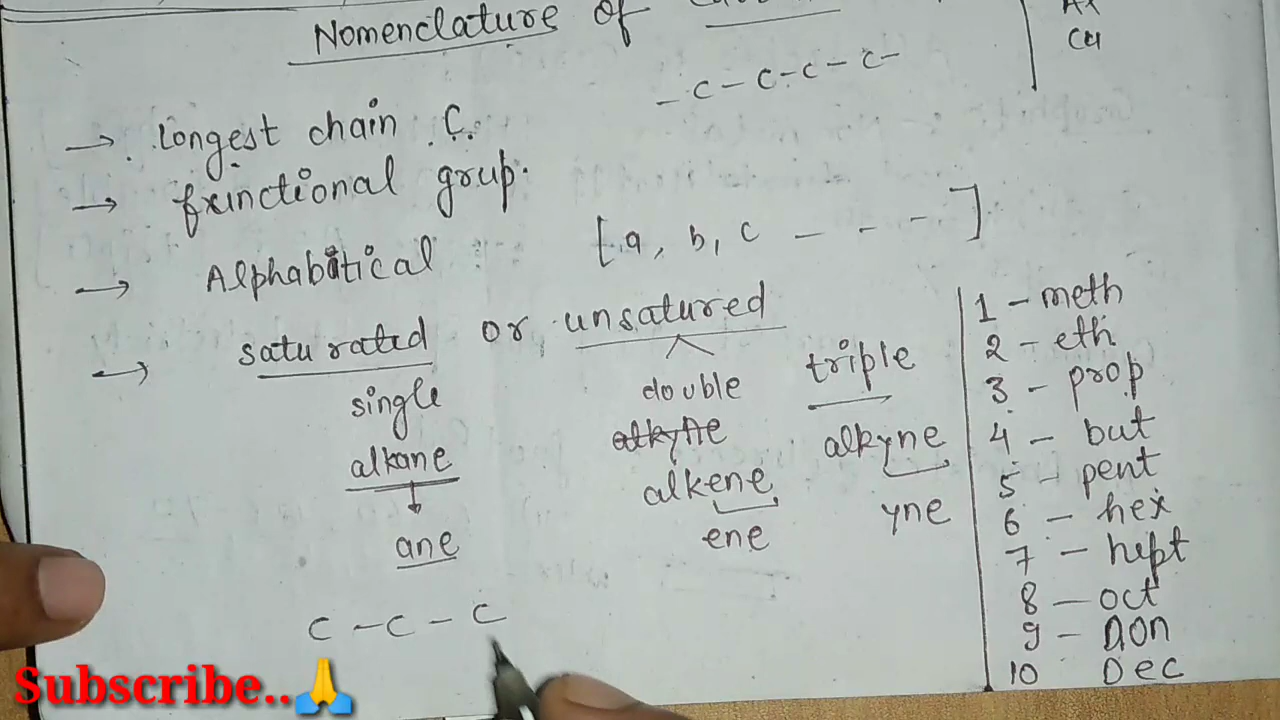 Nomenclature of
- C - C - C - C -
CH
→ Longest chain C.
→ functional grup.
→ Alphabatical [a, b, c - - - ]
→ saturated or unsatured
single double triple
alkane alkene alkyne
ane ene yne
C - C - C
1 - meth
2 - eth
3 - prop
4 - but
5 - pent
6 - hex
7 - hept
8 - oct
9 - non
10 Dec
Subscribe..🙏